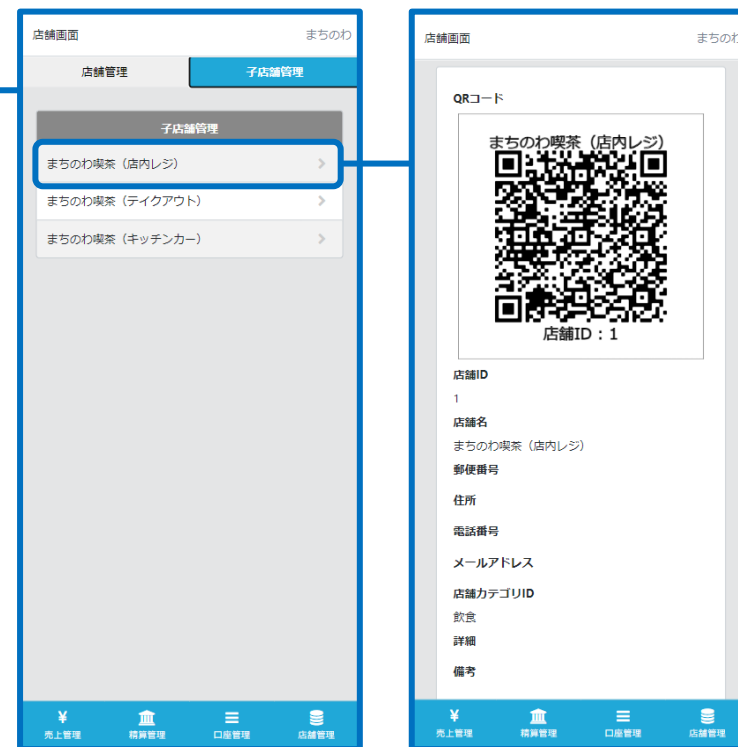 店舗画面 まちのわ
店舗管理 子店舗管理
子店舗管理
まちのわ喫茶（店内レジ）
まちのわ喫茶（テイクアウト）
まちのわ喫茶（キッチンカー）
売上管理 精算管理 口座管理 店舗管理
店舗画面 まちのわ
QRコード
まちのわ喫茶（店内レジ）
店舗ID：1
店舗ID
1
店舗名
まちのわ喫茶（店内レジ）
郵便番号
住所
電話番号
メールアドレス
店舗カテゴリID
飲食
詳細
備考
売上管理 精算管理 口座管理 店舗管理